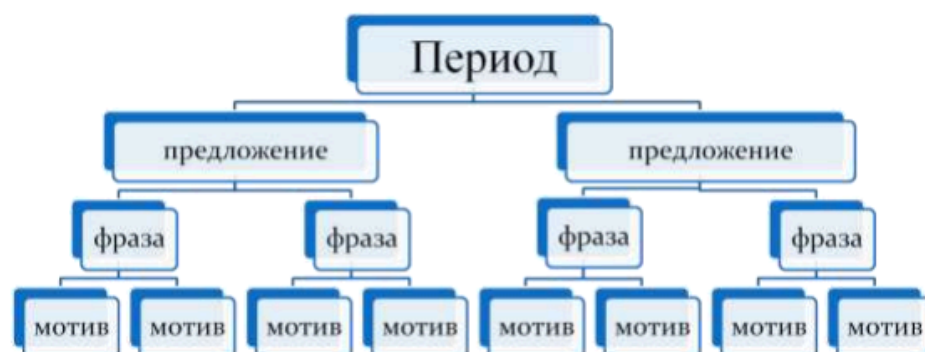 Период
предложение предложение
фраза фраза фраза фраза
мотив мотив мотив мотив мотив мотив мотив мотив